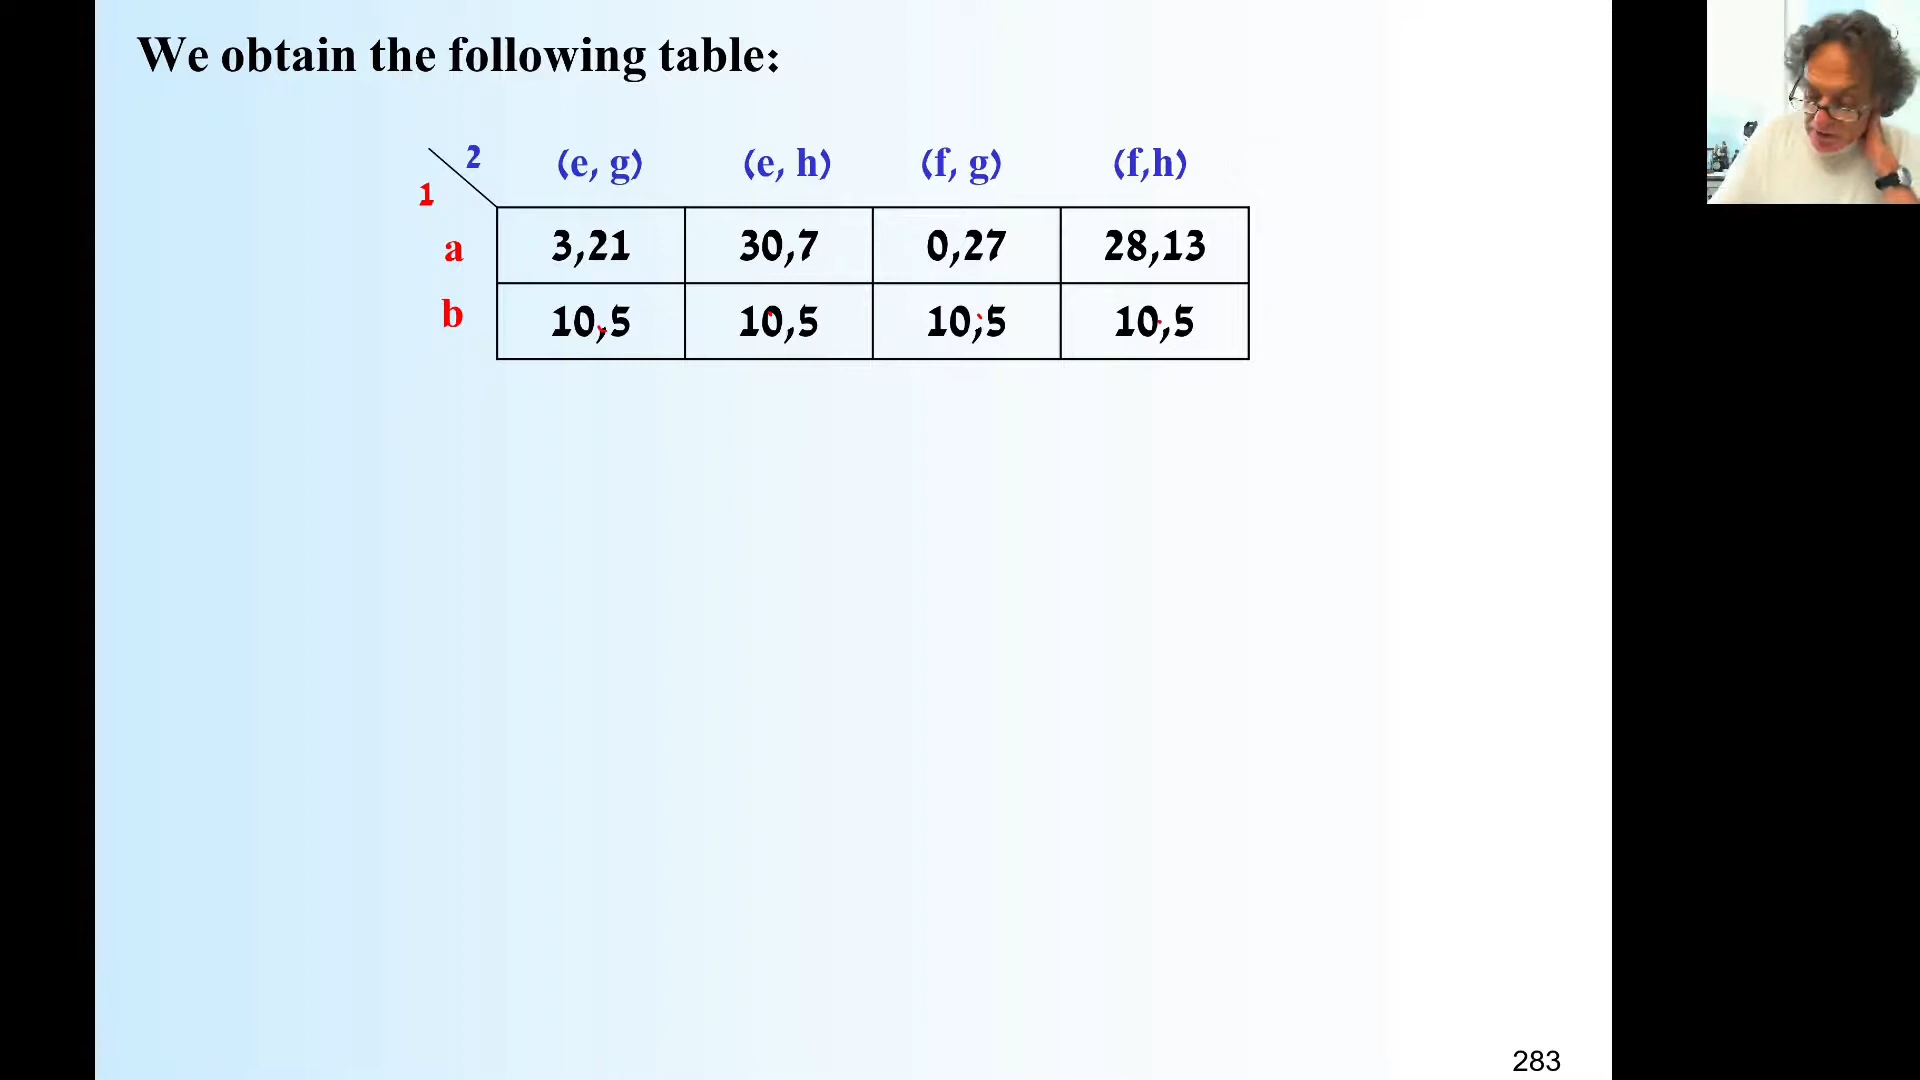 We obtain the following table:
2 (e, g) (e, h) (f, g) (f,h)
1
a 3,21 30,7 0,27 28,13
b 10,5 10,5 10,5 10,5
283